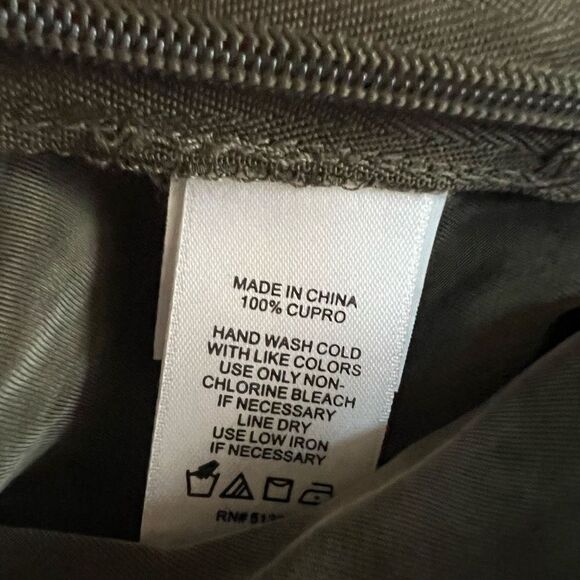 MADE IN CHINA
100% CUPRO
HAND WASH COLD
WITH LIKE COLORS
USE ONLY NON-
CHLORINE BLEACH
IF NECESSARY
LINE DRY
USE LOW IRON
IF NECESSARY
RN#